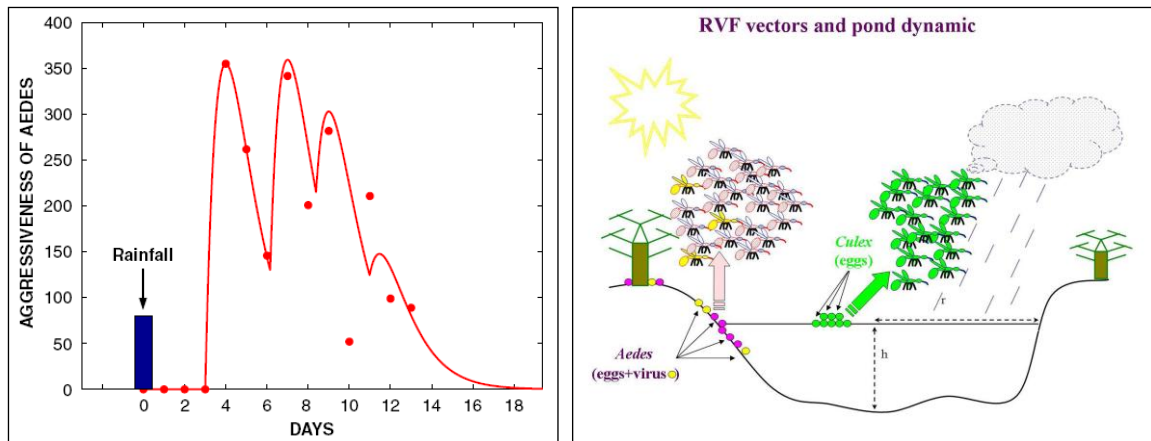 AGGRESSIVENESS OF AEDES
400
350
300
250
200
150
100
50
0
Rainfall
0 2 4 6 8 10 12 14 16 18
DAYS
RVF vectors and pond dynamic
Culex
(eggs)
r
h
Aedes
(eggs+virus )